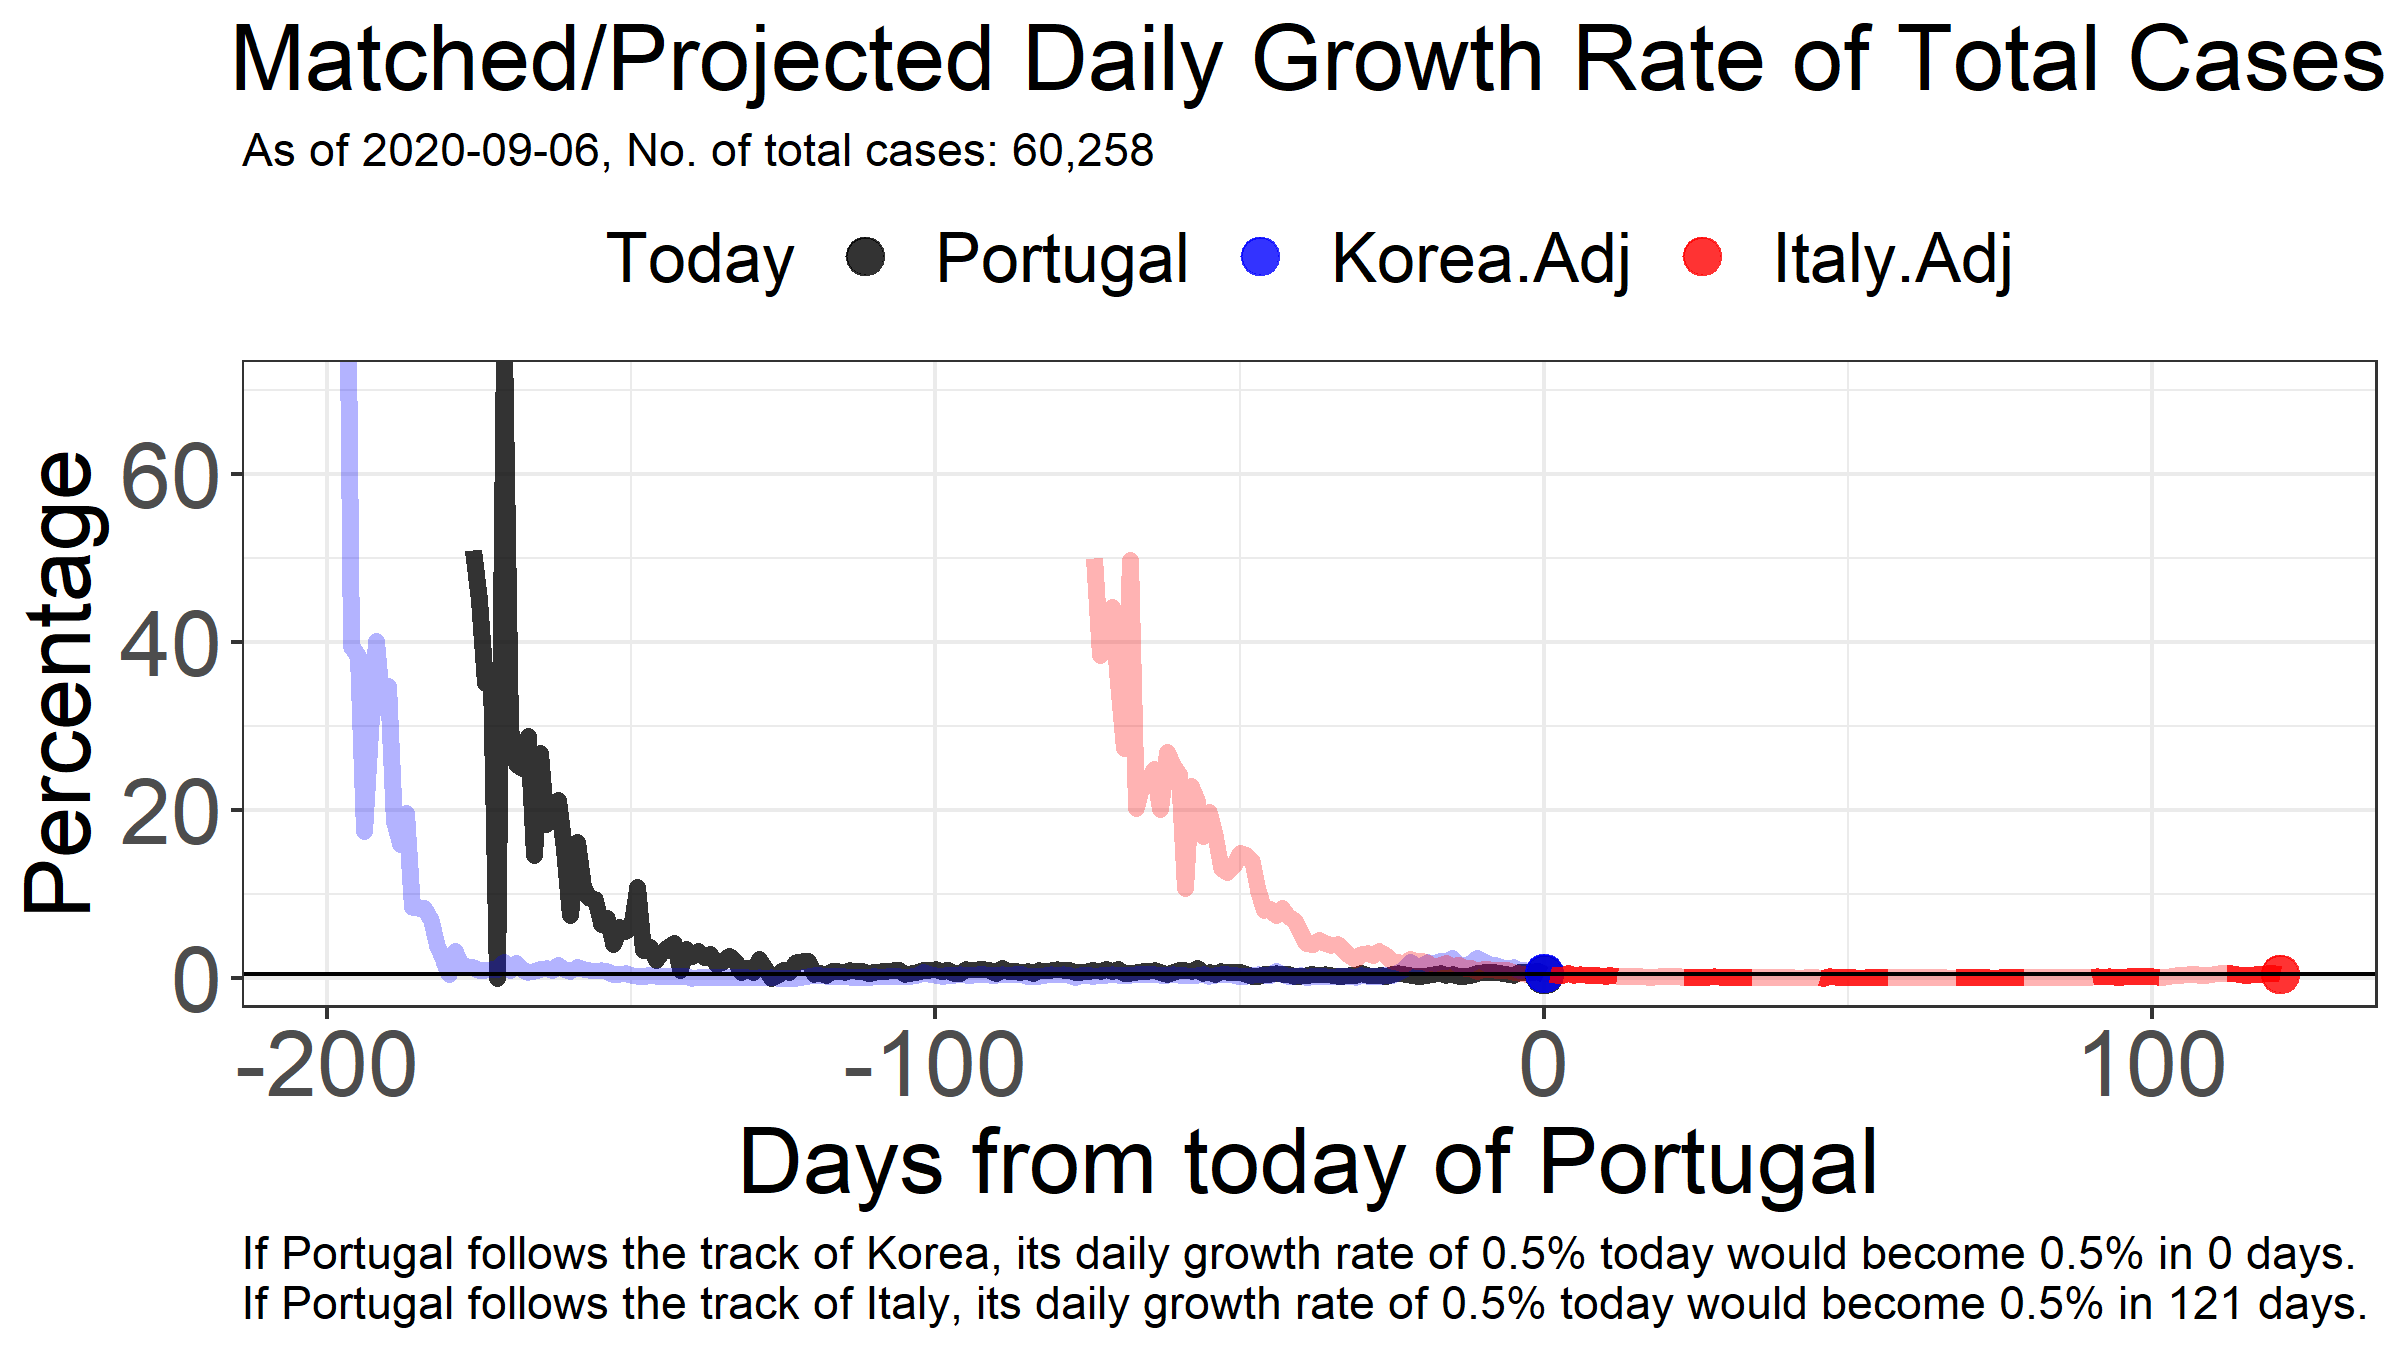 Matched/Projected Daily Growth Rate of Total Cases
As of 2020-09-06, No. of total cases: 60,258
Today Portugal Korea.Adj Italy.Adj
Percentage
60
40
20
0
-200 -100 0 100
Days from today of Portugal
If Portugal follows the track of Korea, its daily growth rate of 0.5% today would become 0.5% in 0 days.
If Portugal follows the track of Italy, its daily growth rate of 0.5% today would become 0.5% in 121 days.